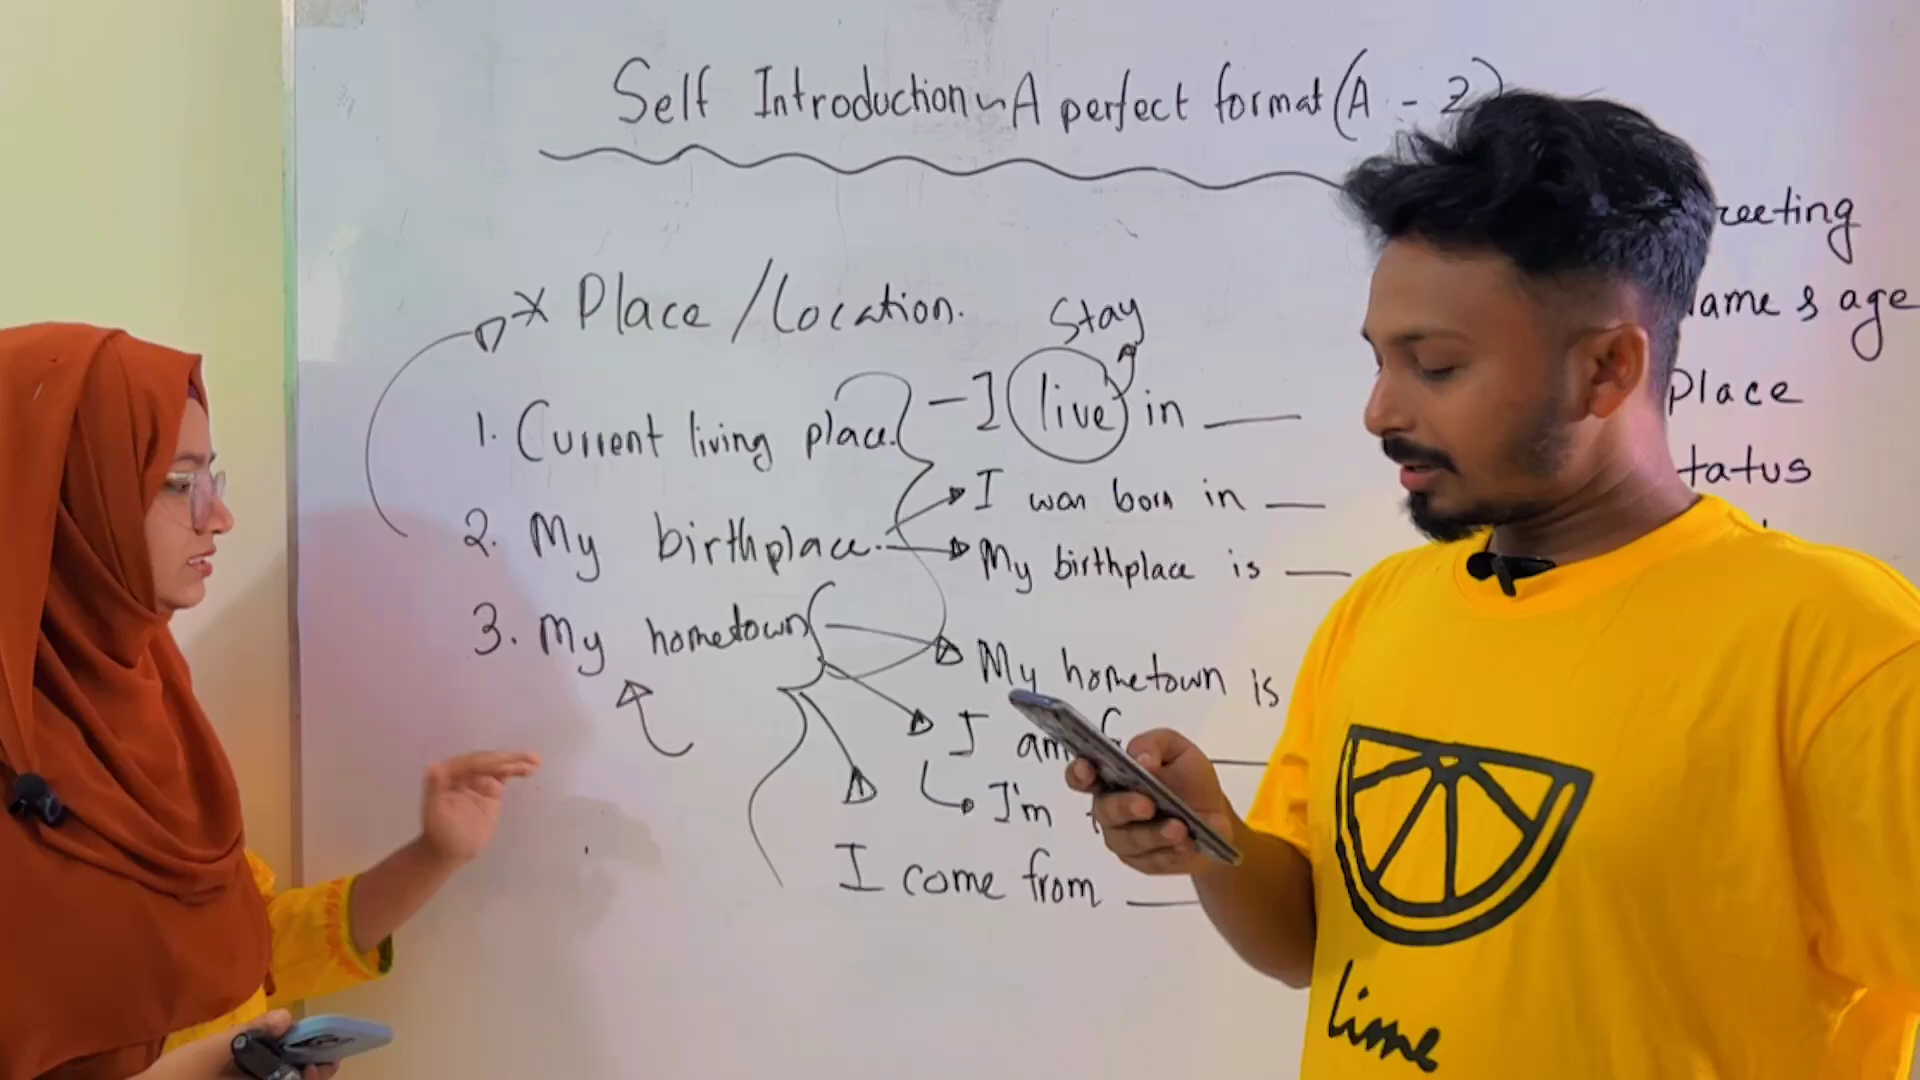 Self Introduction ~ A perfect format (A - Z)
* Place / Location.
Stay
1. Current living place. - I live in ___
2. My birthplace.
I was born in ___
My birthplace is ___
3. My hometown
My hometown is
I am
I'm
I come from ___
reeting
ame & age
Place
tatus
lime